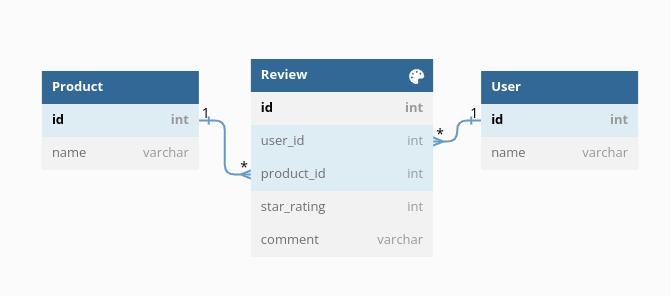 Product
id int
name varchar
1
*
Review
id int
user_id int
product_id int
star_rating int
comment varchar
*
1
User
id int
name varchar